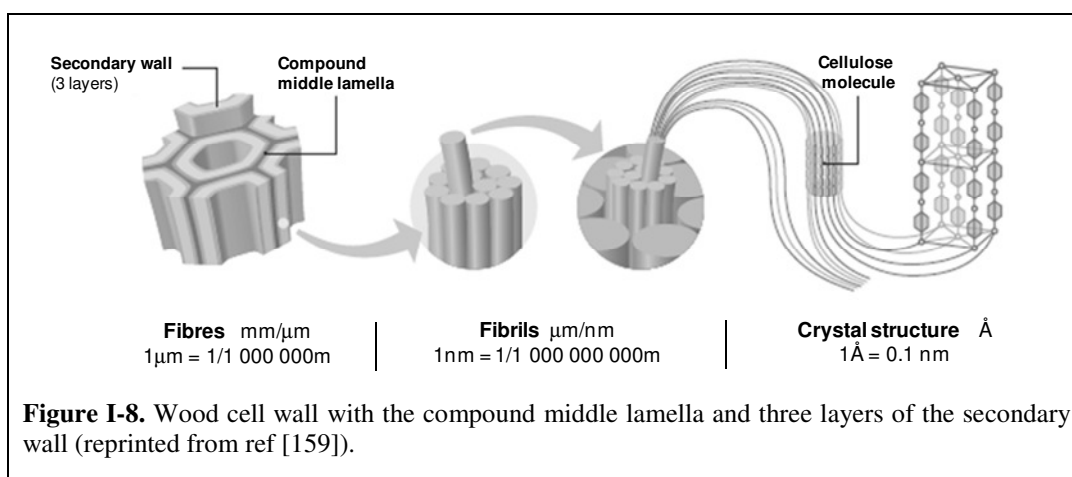 Secondary wall
(3 layers)
Compound
middle lamella
Cellulose
molecule
Fibres mm/µm
1µm = 1/1 000 000m
Fibrils µm/nm
1nm = 1/1 000 000 000m
Crystal structure Å
1Å = 0.1 nm
Figure I-8. Wood cell wall with the compound middle lamella and three layers of the secondary
wall (reprinted from ref [159]).